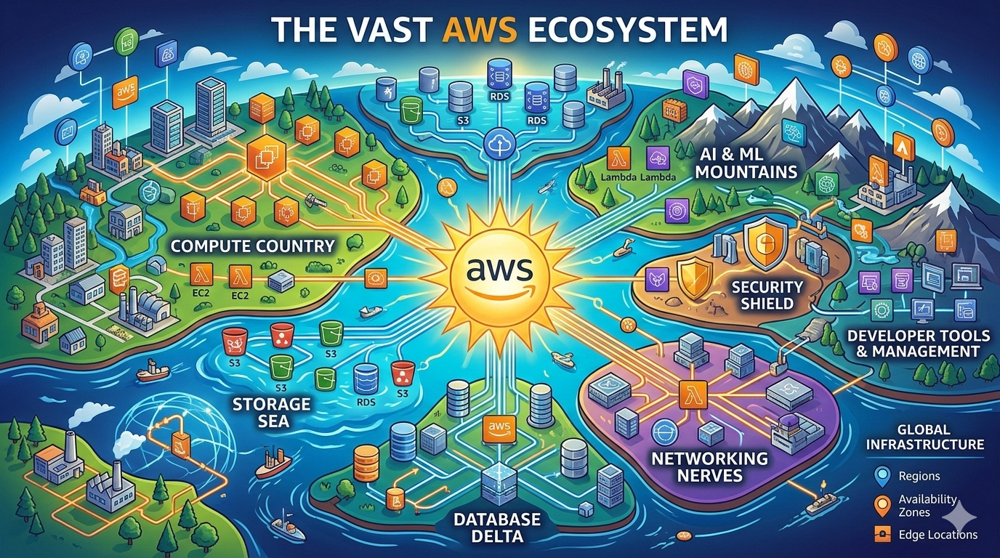 THE VAST AWS ECOSYSTEM
aws
RDS
S3
RDS
AI & ML
MOUNTAINS
Lambda Lambda
COMPUTE COUNTRY
aws
EC2
EC2
SECURITY
SHIELD
S3
S3
S3
RDS
S3
STORAGE
SEA
DEVELOPER TOOLS
& MANAGEMENT
aws
NETWORKING
NERVES
DATABASE
DELTA
GLOBAL
INFRASTRUCTURE
Regions
Availability
Zones
Edge Locations